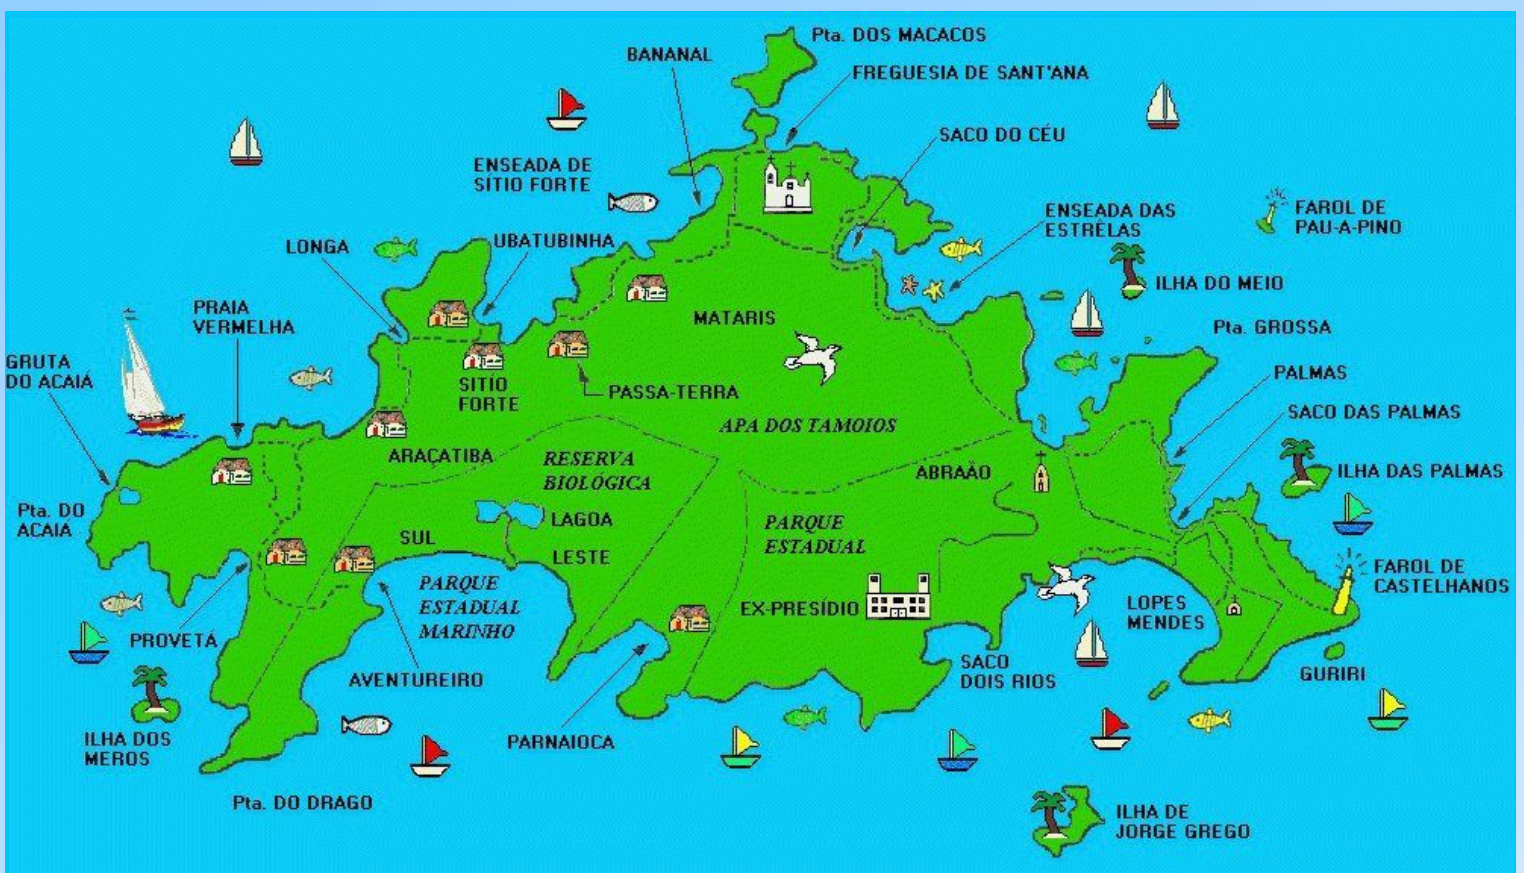 Pta. DOS MACACOS
BANANAL
FREGUESIA DE SANT'ANA
SACO DO CÉU
ENSEADA DE
SÍTIO FORTE
ENSEADA DAS
ESTRÊLAS
FAROL DE
PAU-A-PINO
LONGA
UBATUBINHA
ILHA DO MEIO
PRAIA
VERMELHA
MATARIS
Pta. GROSSA
GRUTA
DO ACAIÁ
SITÍO
FORTE
PASSA-TERRA
PALMAS
SACO DAS PALMAS
APA DOS TAMOIOS
ARAÇATIBA
RESERVA
BIOLÓGICA
ABRAÃO
ILHA DAS PALMAS
Pta. DO
ACAIÁ
LAGOA
SUL
LESTE
PARQUE
ESTADUAL
PARQUE
ESTADUAL
MARINHO
EX-PRESÍDIO
FAROL DE
CASTELHANOS
LOPES
MENDES
PROVETÁ
AVENTUREIRO
SACO
DOIS RIOS
GURIRI
ILHA DOS
MEROS
PARNAIOCA
Pta. DO DRAGO
ILHA DE
JORGE GREGO